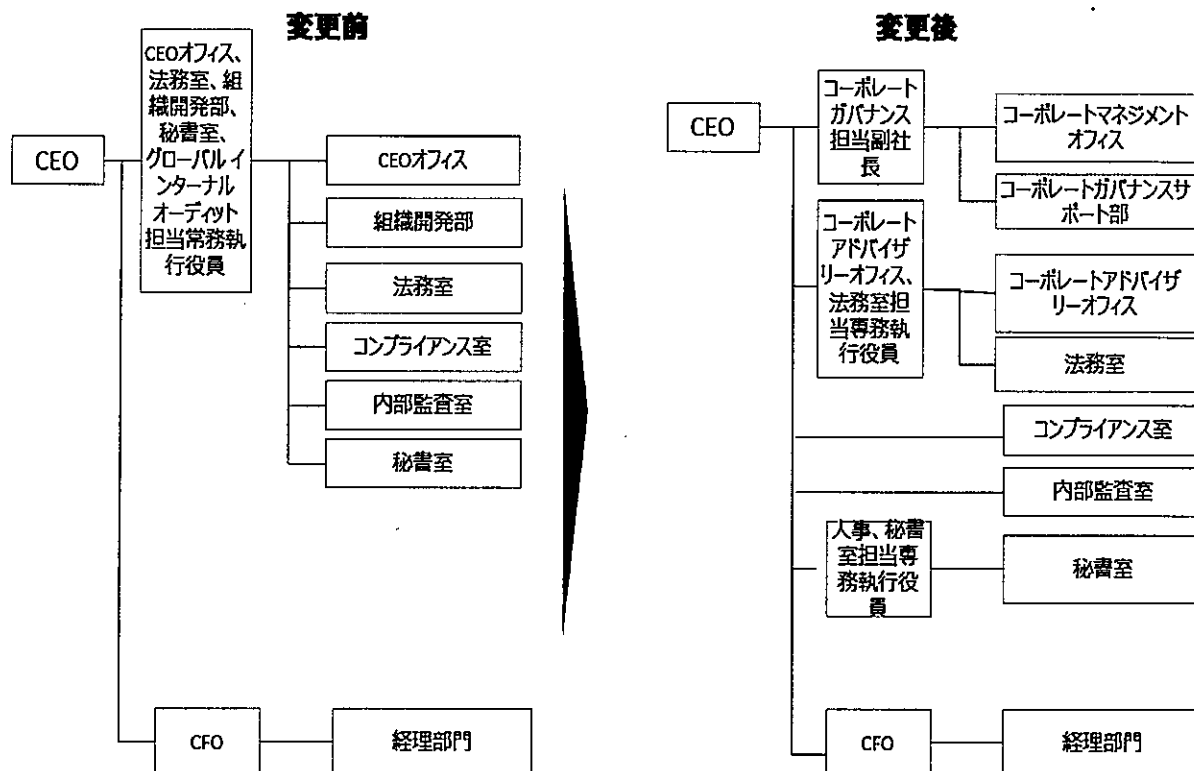 変更前
CEO
CEOオフィス、
法務室、組
織開発部、
秘書室、
グローバル イ
ンターナル
オーディット
担当常務執
行役員
CEOオフィス
組織開発部
法務室
コンプライアンス室
内部監査室
秘書室
CFO
経理部門
変更後
CEO
コーポレート
ガバナンス
担当副社
長
コーポレートマネジメント
オフィス
コーポレートガバナンスサ
ポート部
コーポレート
アドバイザ
リーオフィス、
法務室担
当専務執
行役員
コーポレートアドバイザ
リーオフィス
法務室
コンプライアンス室
内部監査室
人事、秘書
室担当専
務執行役
員
秘書室
CFO
経理部門